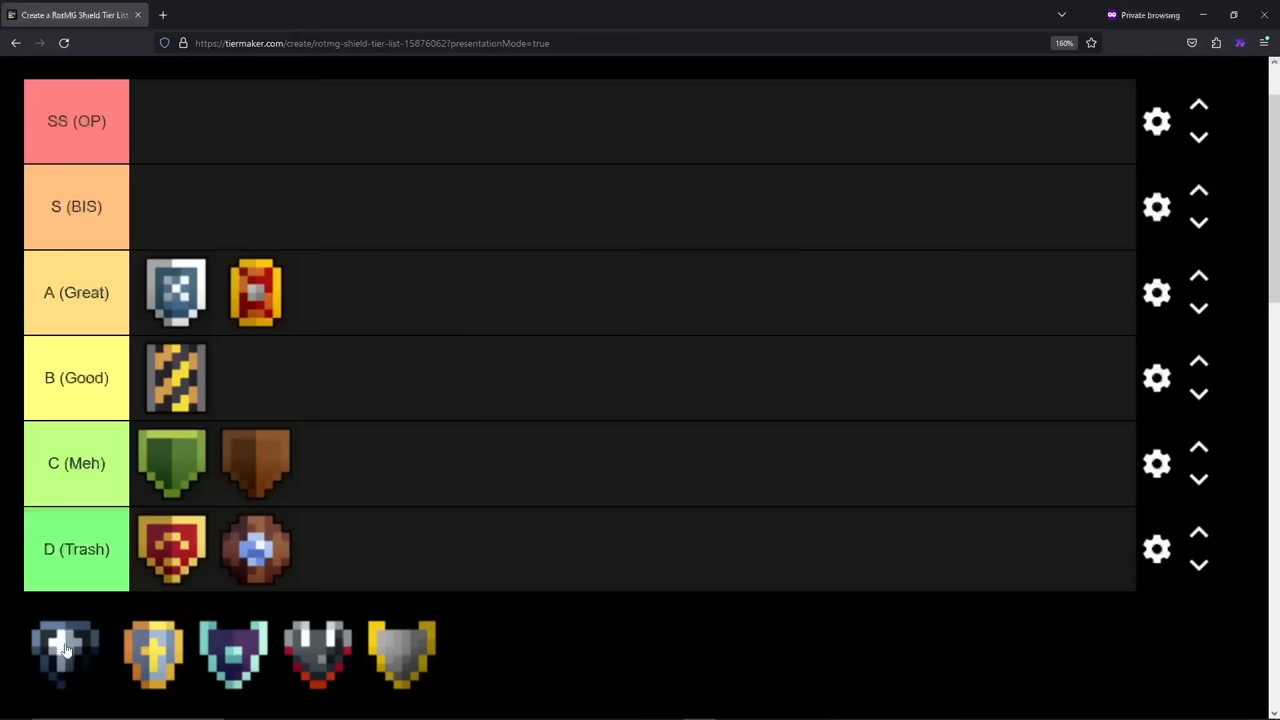 Create a RotMG Shield Tier List
Private browsing
https://tiermaker.com/create/rotmg-shield-tier-list-15876062?presentationMode=true
160%
SS (OP)
S (BIS)
A (Great)
B (Good)
C (Meh)
D (Trash)